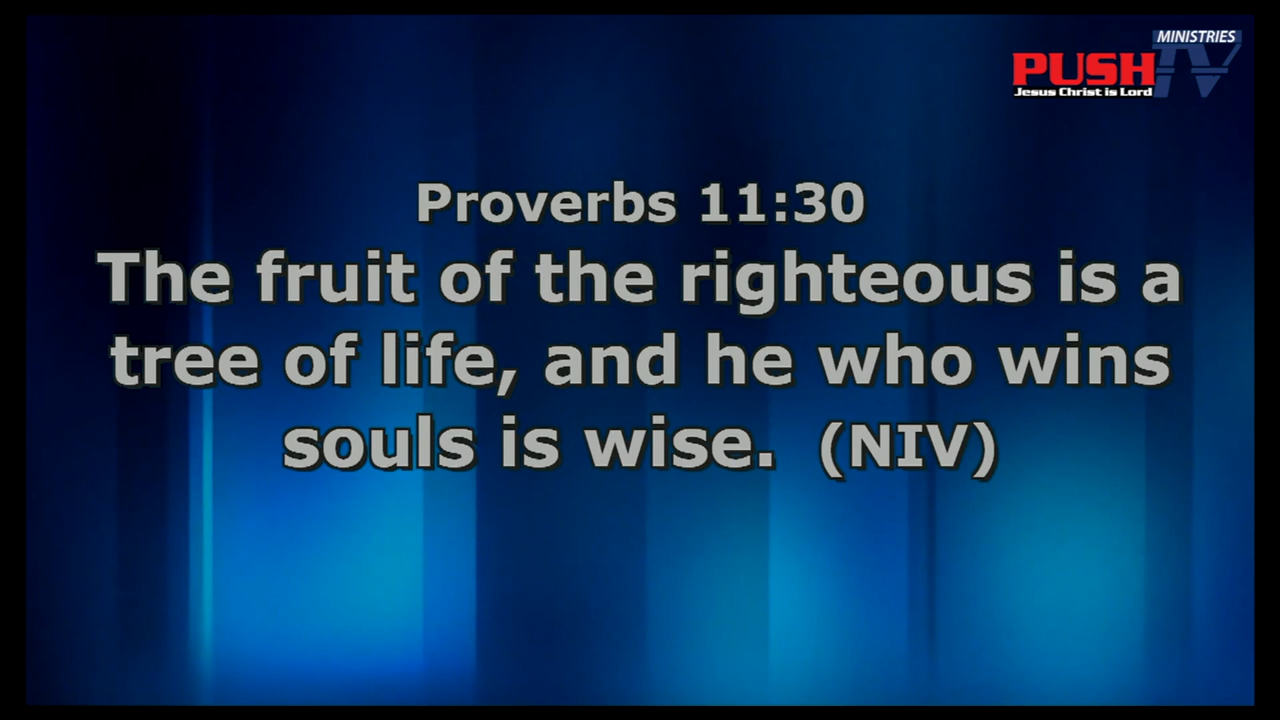 MINISTRIES
PUSH TV
Jesus Christ is Lord
Proverbs 11:30
The fruit of the righteous is a
tree of life, and he who wins
souls is wise. (NIV)